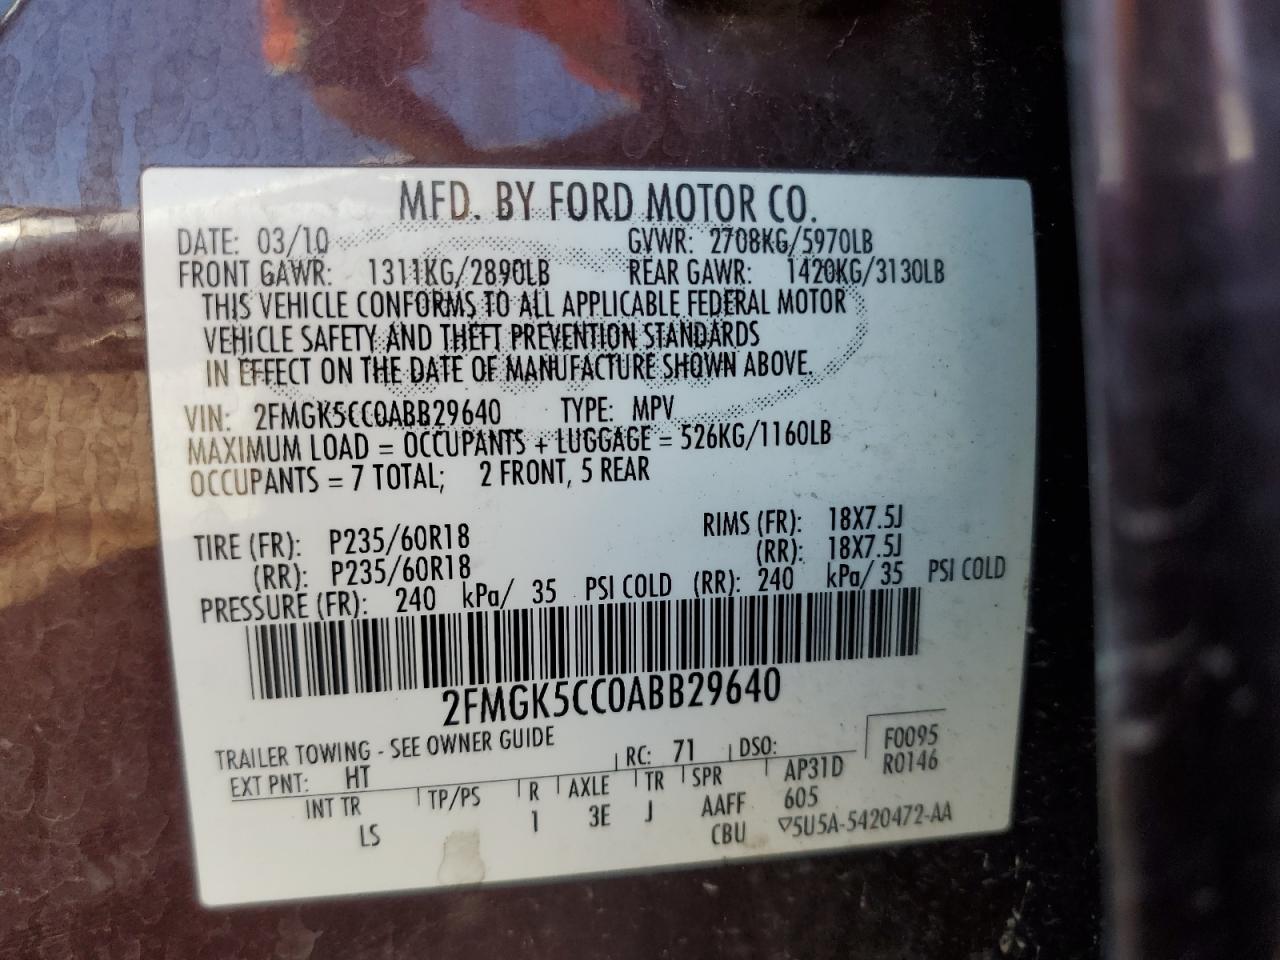 MFD. BY FORD MOTOR CO.
DATE: 03/10 GVWR: 2708KG/5970LB
FRONT GAWR: 1311KG/2890LB REAR GAWR: 1420KG/3130LB
THIS VEHICLE CONFORMS TO ALL APPLICABLE FEDERAL MOTOR
VEHICLE SAFETY AND THEFT PREVENTION STANDARDS
IN EFFECT ON THE DATE OF MANUFACTURE SHOWN ABOVE.
VIN: 2FMGK5CC0ABB29640 TYPE: MPV
MAXIMUM LOAD = OCCUPANTS + LUGGAGE = 526KG/1160LB
OCCUPANTS = 7 TOTAL; 2 FRONT, 5 REAR
TIRE (FR): P235/60R18 RIMS (FR): 18X7.5J
(RR): P235/60R18 (RR): 18X7.5J
PRESSURE (FR): 240 kPa/ 35 PSI COLD (RR): 240 kPa/ 35 PSI COLD
2FMGK5CC0ABB29640
TRAILER TOWING - SEE OWNER GUIDE
EXT PNT: HT RC: 71 DSO: F0095
INT TR TP/PS R AXLE TR SPR AP31D R0146
LS 1 3E J AAFF 605
CBU ▽5U5A-5420472-AA